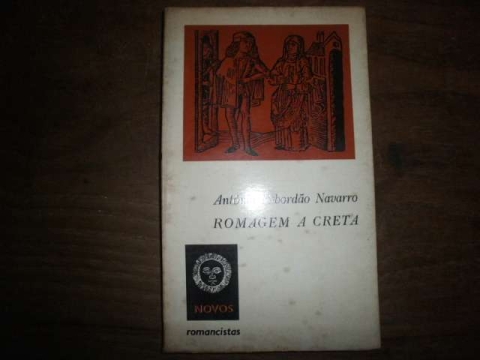 Navarro
ROMAGEM A CRETA
NOVOS
romancistas